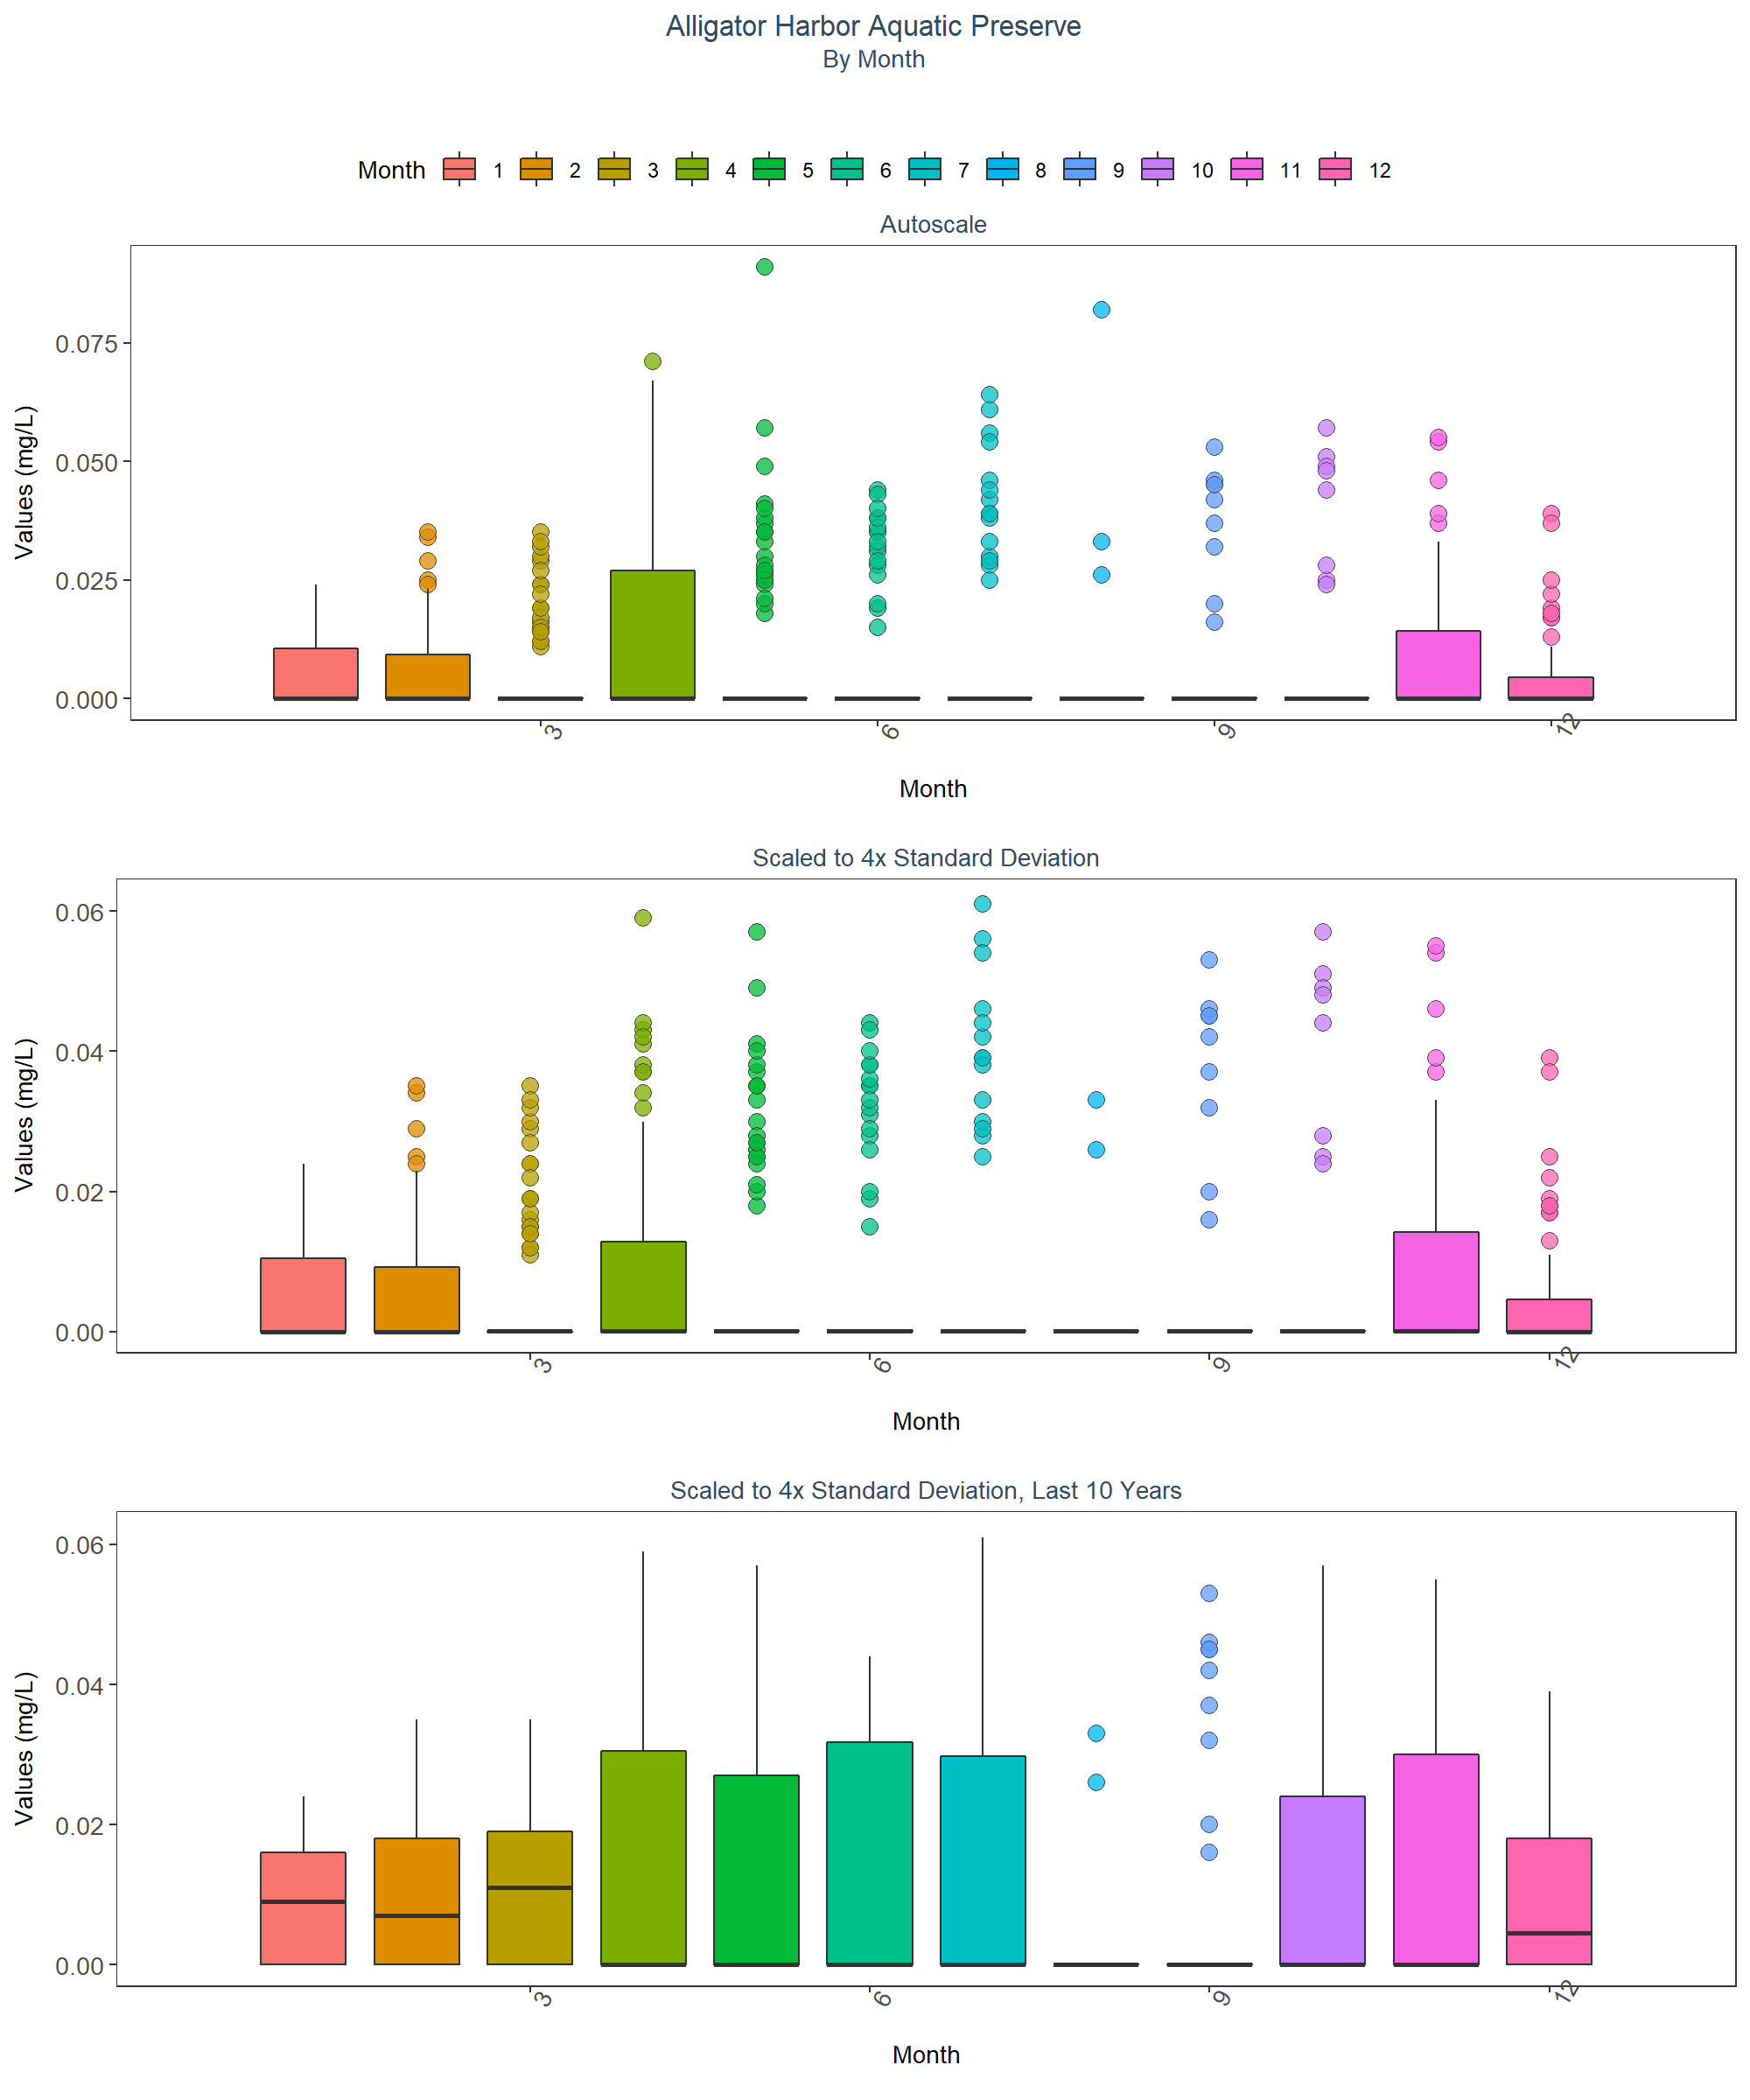 Alligator Harbor Aquatic Preserve
By Month
Month 1 2 3 4 5 6 7 8 9 10 11 12
Autoscale
Values (mg/L)
0.075
0.050
0.025
0.000
3 6 9 12
Month
Scaled to 4x Standard Deviation
Values (mg/L)
0.06
0.04
0.02
0.00
3 6 9 12
Month
Scaled to 4x Standard Deviation, Last 10 Years
Values (mg/L)
0.06
0.04
0.02
0.00
3 6 9 12
Month